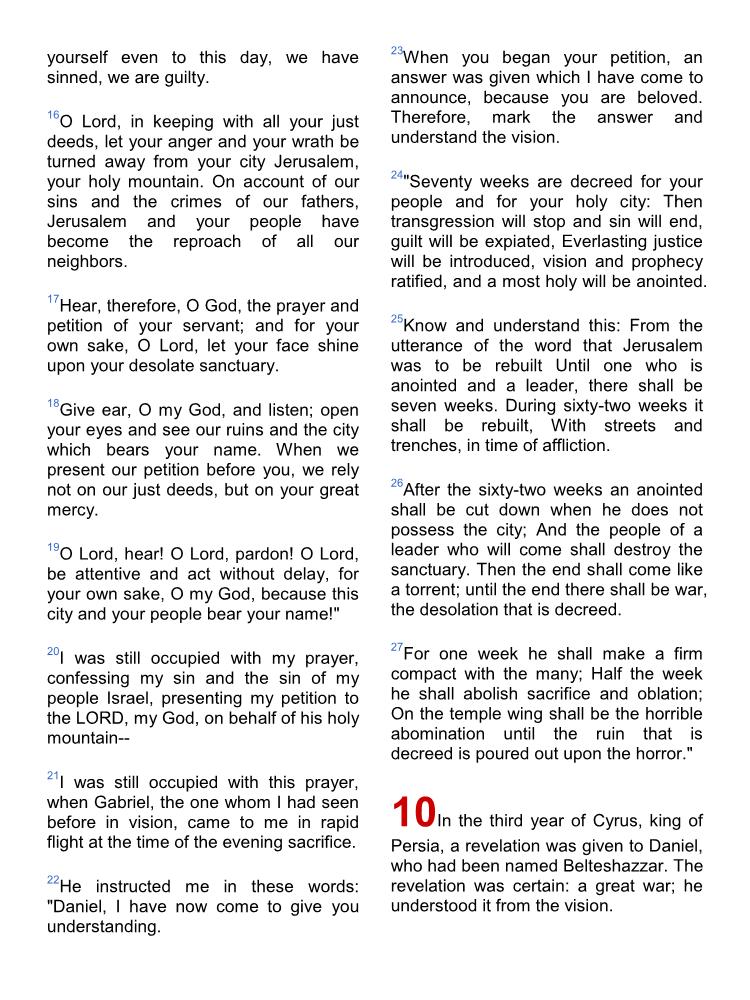 yourself even to this day, we have
sinned, we are guilty.
16O Lord, in keeping with all your just
deeds, let your anger and your wrath be
turned away from your city Jerusalem,
your holy mountain. On account of our
sins and the crimes of our fathers,
Jerusalem and your people have
become the reproach of all our
neighbors.
17Hear, therefore, O God, the prayer and
petition of your servant; and for your
own sake, O Lord, let your face shine
upon your desolate sanctuary.
18Give ear, O my God, and listen; open
your eyes and see our ruins and the city
which bears your name. When we
present our petition before you, we rely
not on our just deeds, but on your great
mercy.
19O Lord, hear! O Lord, pardon! O Lord,
be attentive and act without delay, for
your own sake, O my God, because this
city and your people bear your name!"
20I was still occupied with my prayer,
confessing my sin and the sin of my
people Israel, presenting my petition to
the LORD, my God, on behalf of his holy
mountain--
21I was still occupied with this prayer,
when Gabriel, the one whom I had seen
before in vision, came to me in rapid
flight at the time of the evening sacrifice.
22He instructed me in these words:
"Daniel, I have now come to give you
understanding.
23When you began your petition, an
answer was given which I have come to
announce, because you are beloved.
Therefore, mark the answer and
understand the vision.
24"Seventy weeks are decreed for your
people and for your holy city: Then
transgression will stop and sin will end,
guilt will be expiated, Everlasting justice
will be introduced, vision and prophecy
ratified, and a most holy will be anointed.
25Know and understand this: From the
utterance of the word that Jerusalem
was to be rebuilt Until one who is
anointed and a leader, there shall be
seven weeks. During sixty-two weeks it
shall be rebuilt, With streets and
trenches, in time of affliction.
26After the sixty-two weeks an anointed
shall be cut down when he does not
possess the city; And the people of a
leader who will come shall destroy the
sanctuary. Then the end shall come like
a torrent; until the end there shall be war,
the desolation that is decreed.
27For one week he shall make a firm
compact with the many; Half the week
he shall abolish sacrifice and oblation;
On the temple wing shall be the horrible
abomination until the ruin that is
decreed is poured out upon the horror."
10In the third year of Cyrus, king of
Persia, a revelation was given to Daniel,
who had been named Belteshazzar. The
revelation was certain: a great war; he
understood it from the vision.